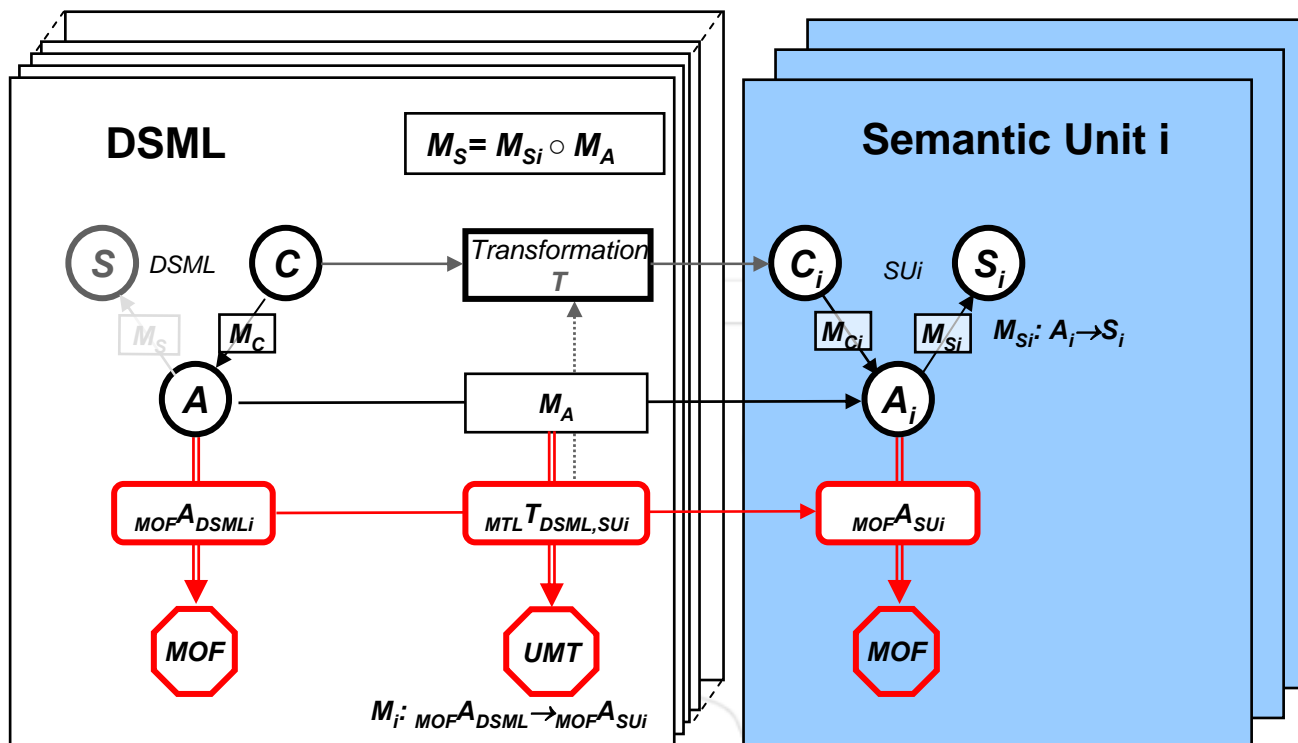 DSML
M_S = M_Si ○ M_A
Semantic Unit i
S
DSML
C
Transformation
T
C_i
SUi
S_i
M_S
M_C
M_Ci
M_Si
M_Si: A_i→S_i
A
M_A
A_i
MOF A_DSMLi
MTL T_DSML,SUi
MOF A_SUi
MOF
UMT
MOF
M_i: MOF A_DSML→MOF A_SUi